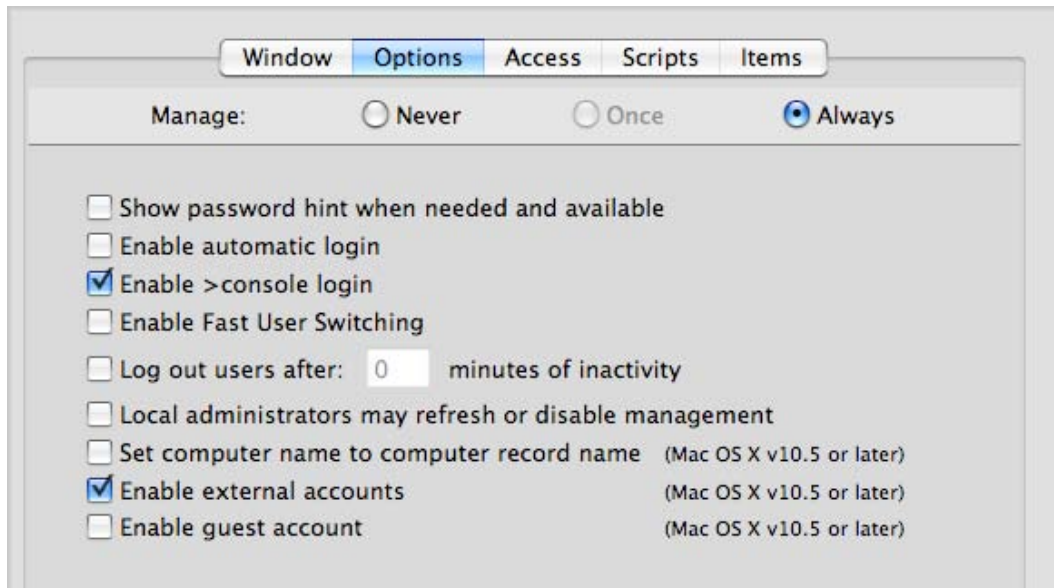 Window Options Access Scripts Items
Manage: Never Once Always
Show password hint when needed and available
Enable automatic login
Enable >console login
Enable Fast User Switching
Log out users after: 0 minutes of inactivity
Local administrators may refresh or disable management
Set computer name to computer record name (Mac OS X v10.5 or later)
Enable external accounts (Mac OS X v10.5 or later)
Enable guest account (Mac OS X v10.5 or later)